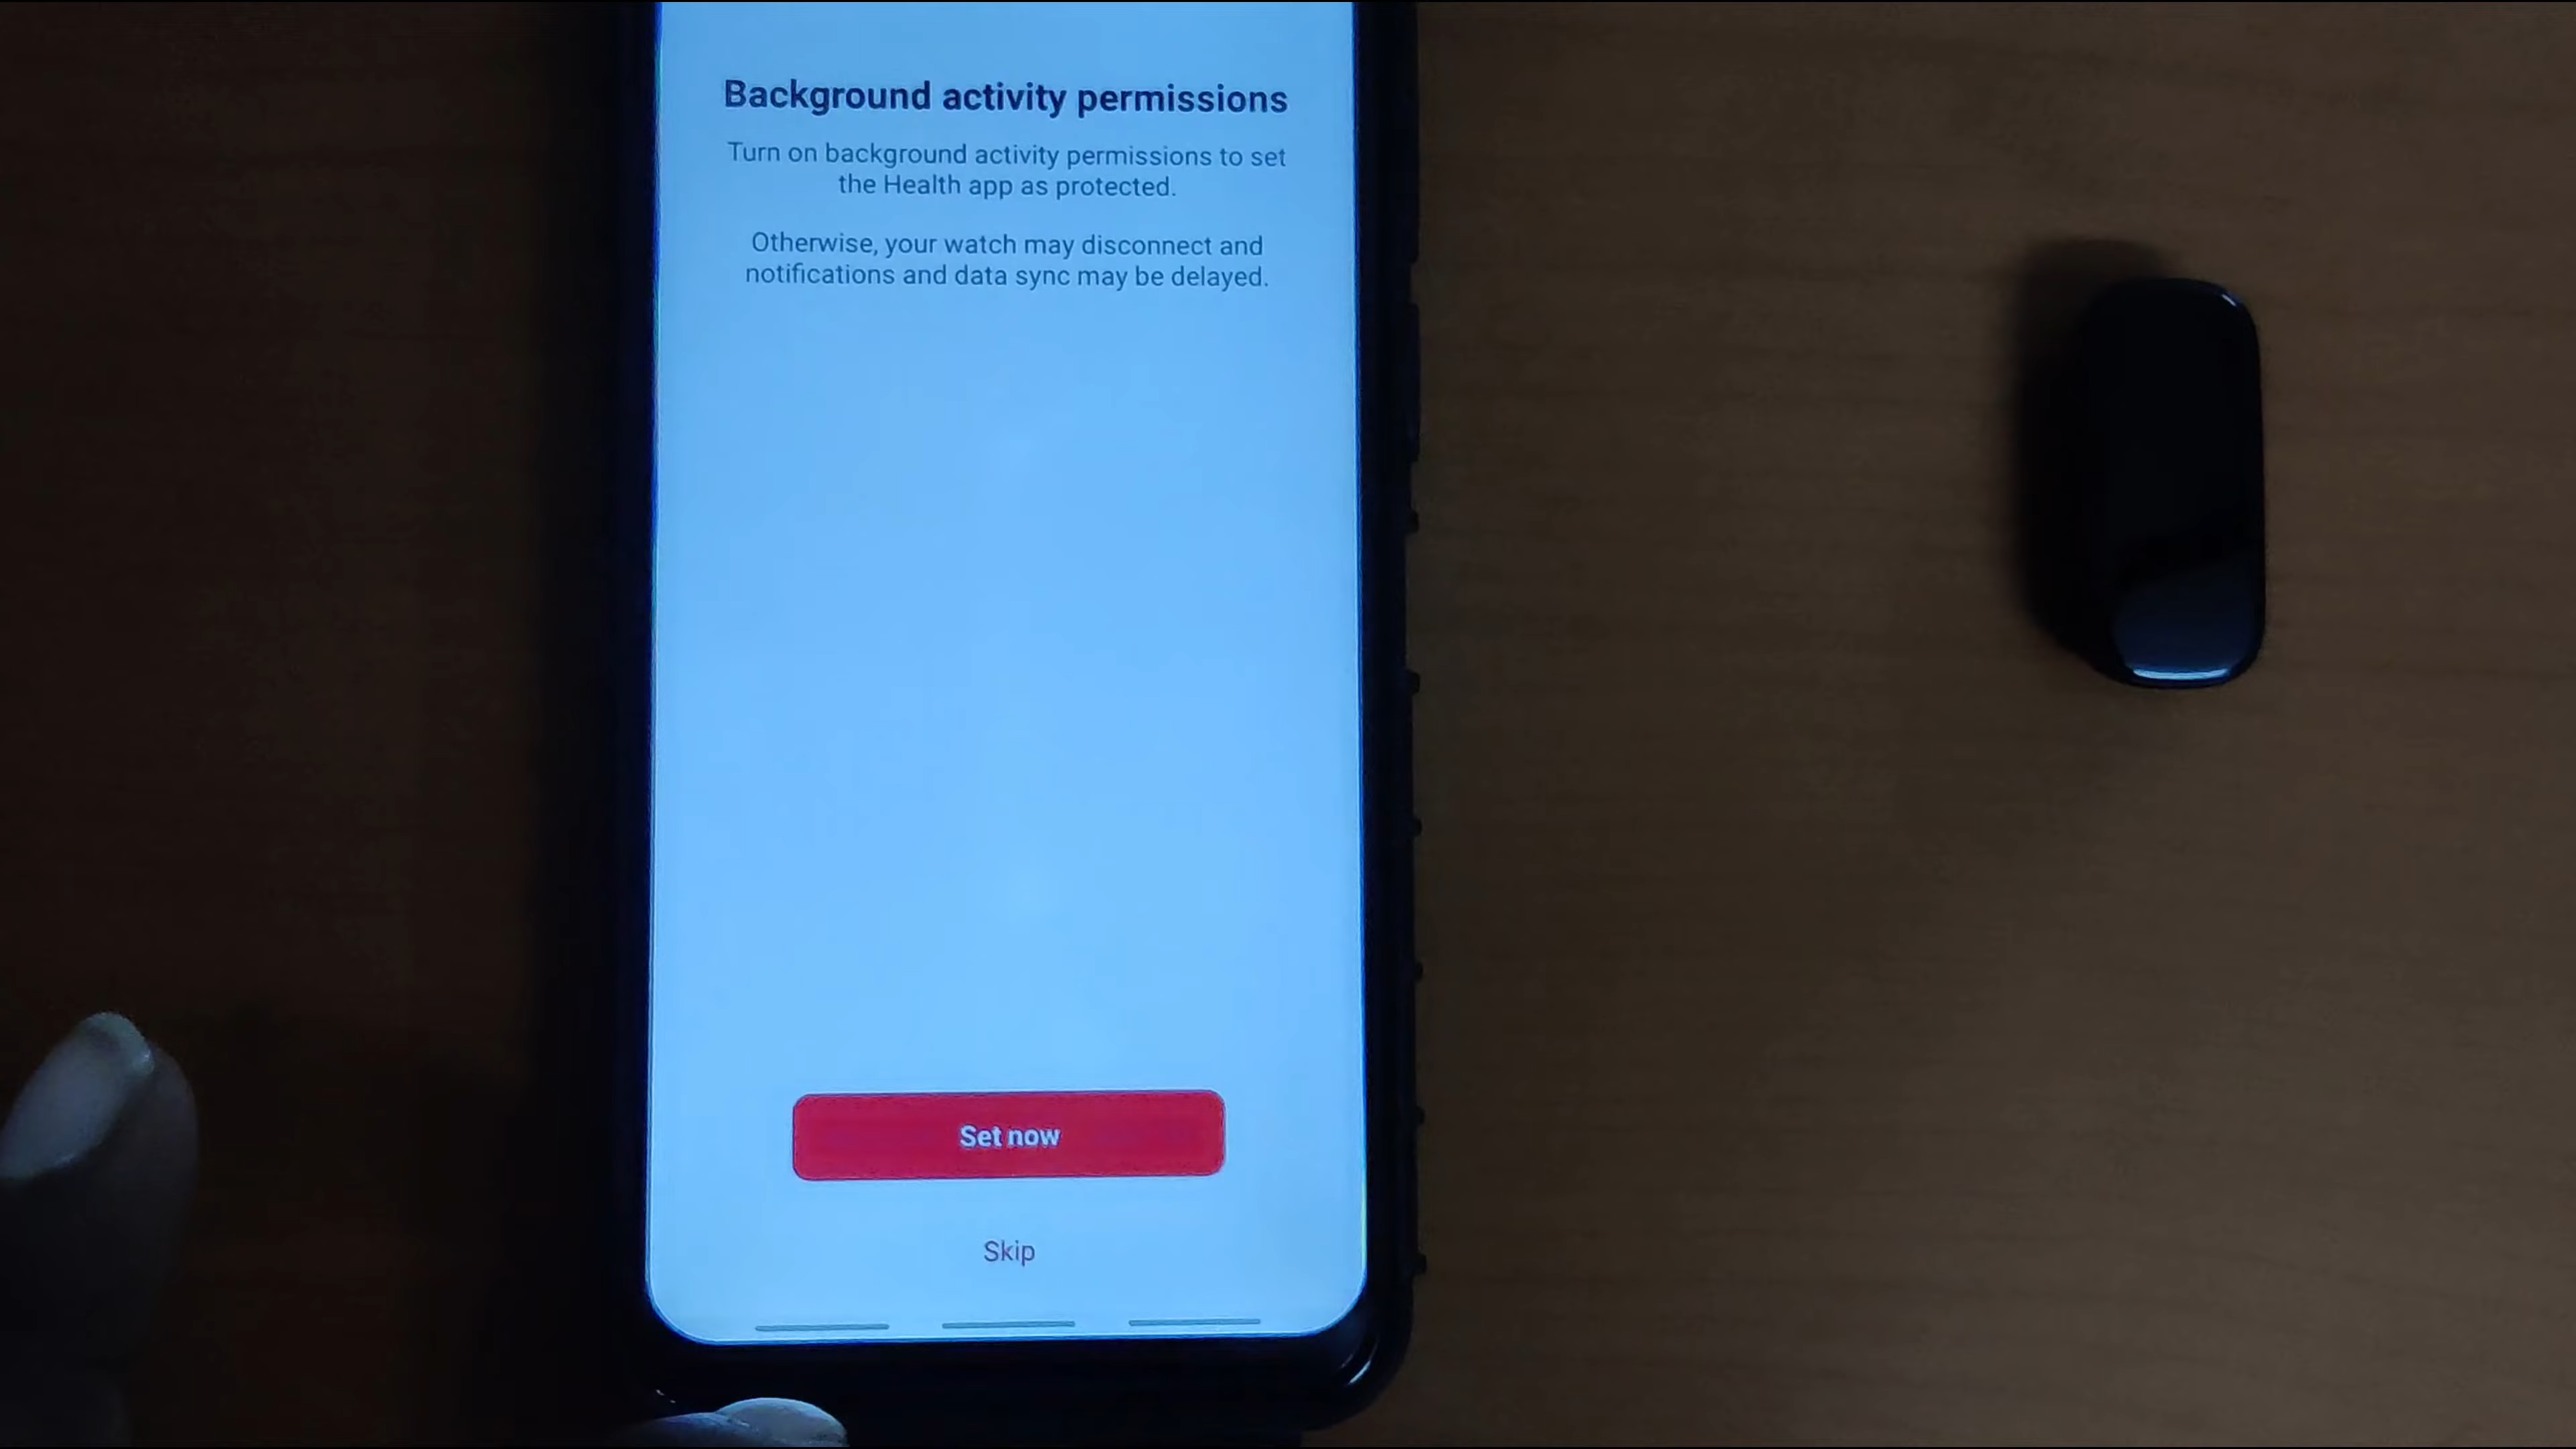 Background activity permissions
Turn on background activity permissions to set
the Health app as protected.
Otherwise, your watch may disconnect and
notifications and data sync may be delayed.
Set now
Skip